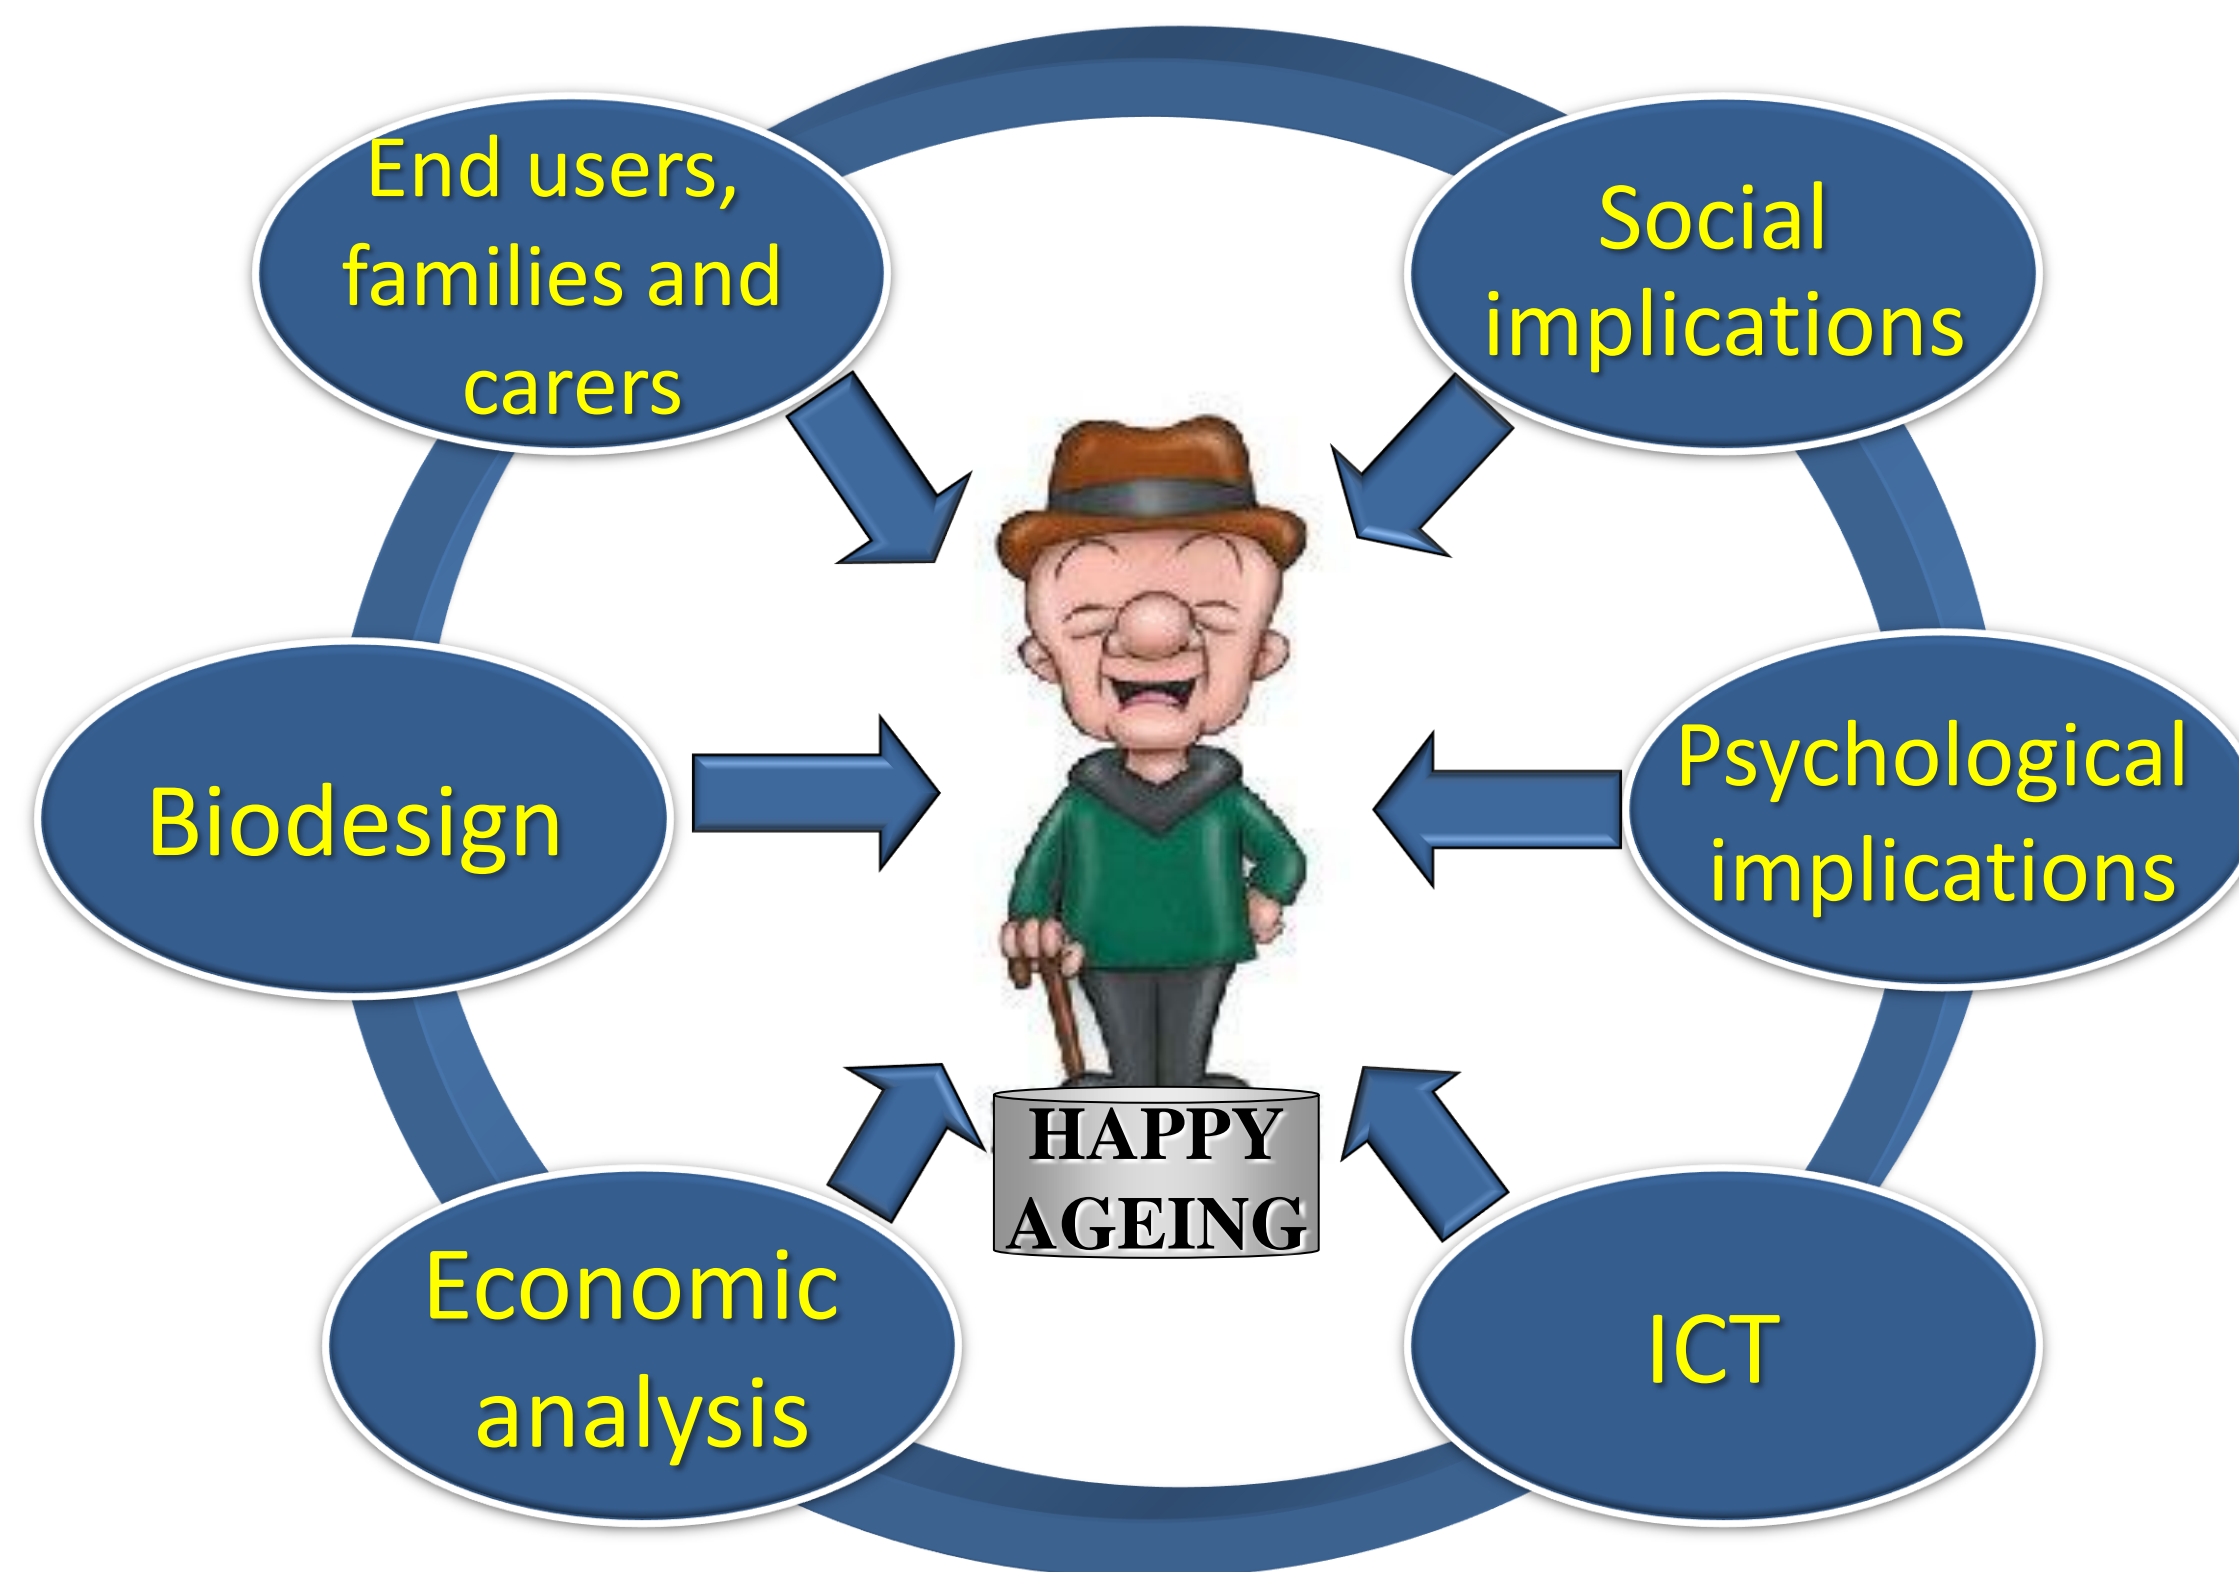 End users,
families and
carers
Social
implications
Biodesign
Psychological
implications
HAPPY
AGEING
Economic
analysis
ICT